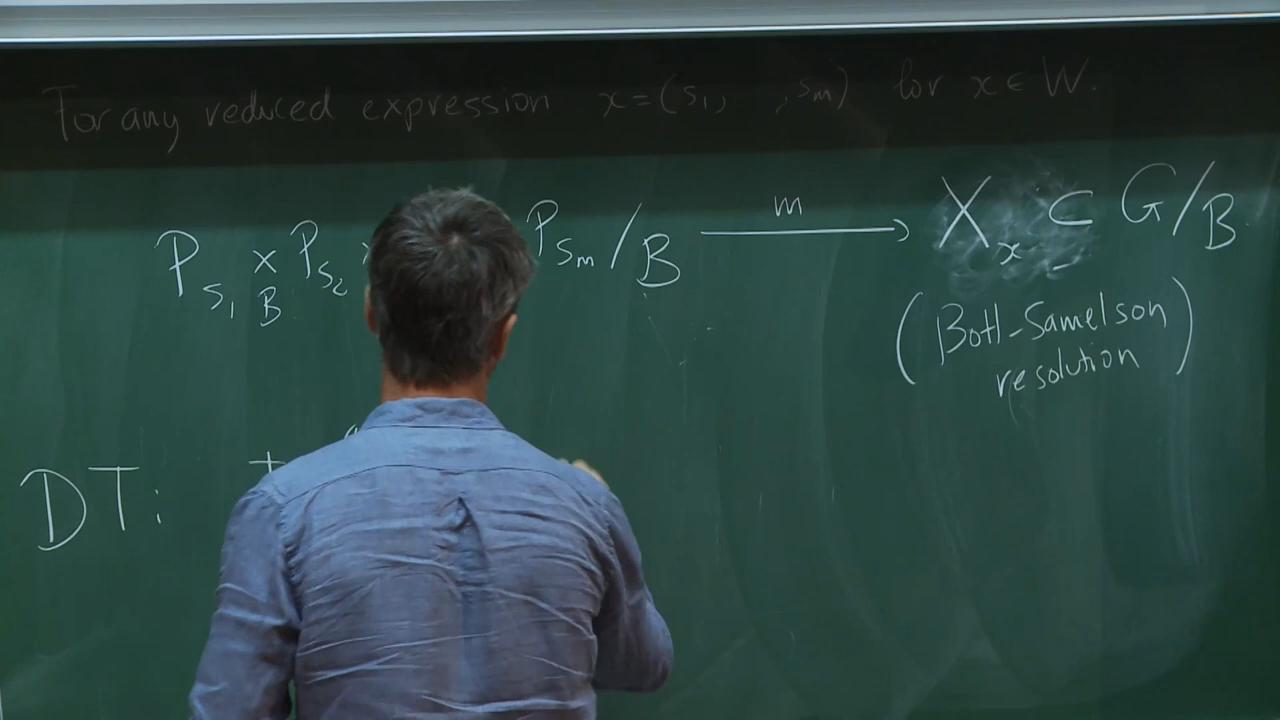 For any reduced expression x=(s₁, , sₘ) for x ∈ W.
P_{s₁} ×_B P_{s₂} P_{sₘ}/B —m→ X_x ⊂ G/B
(Bott-Samelson
resolution)
DT: